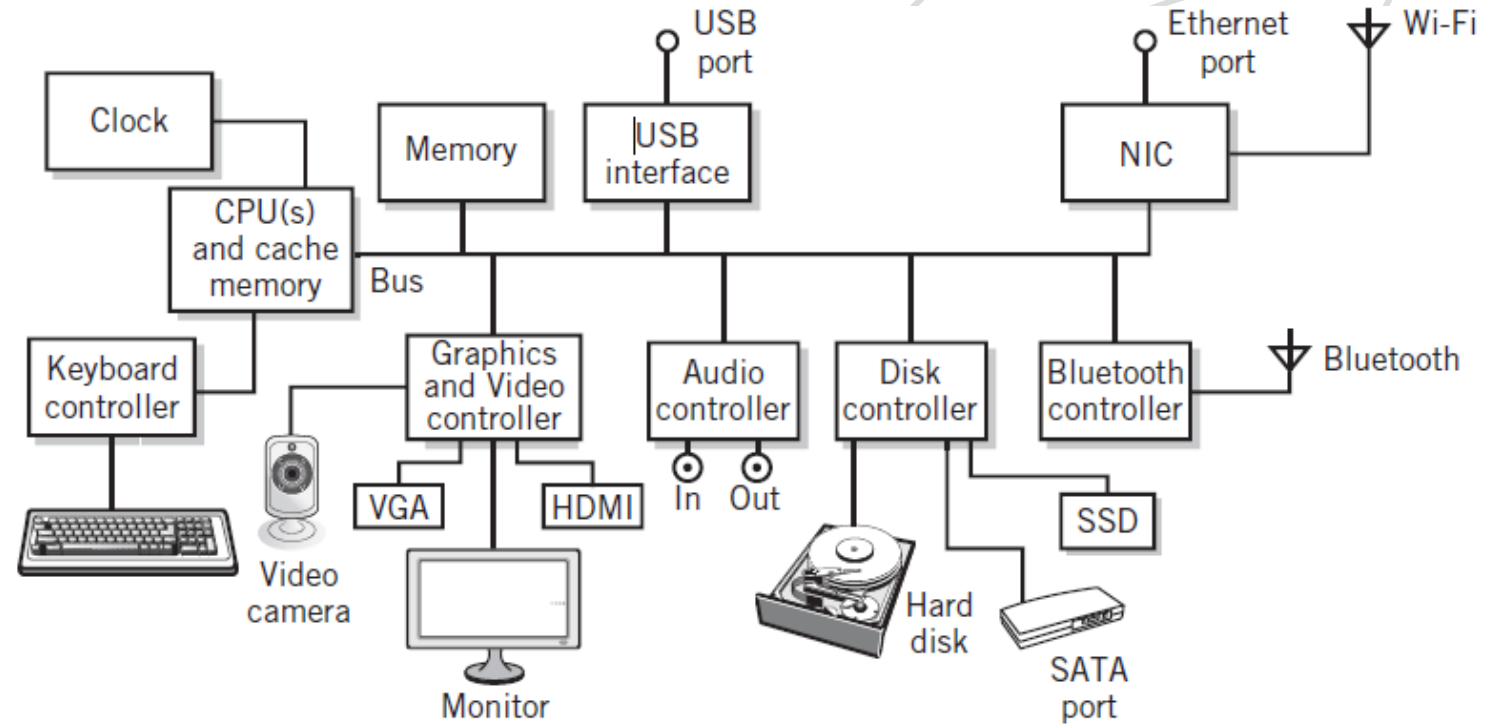 USB
port
Ethernet
port
Wi-Fi
Clock
Memory
USB
interface
NIC
CPU(s)
and cache
memory
Bus
Keyboard
controller
Graphics
and Video
controller
Audio
controller
Disk
controller
Bluetooth
controller
Bluetooth
VGA
HDMI
In
Out
SSD
Video
camera
Hard
disk
Monitor
SATA
port